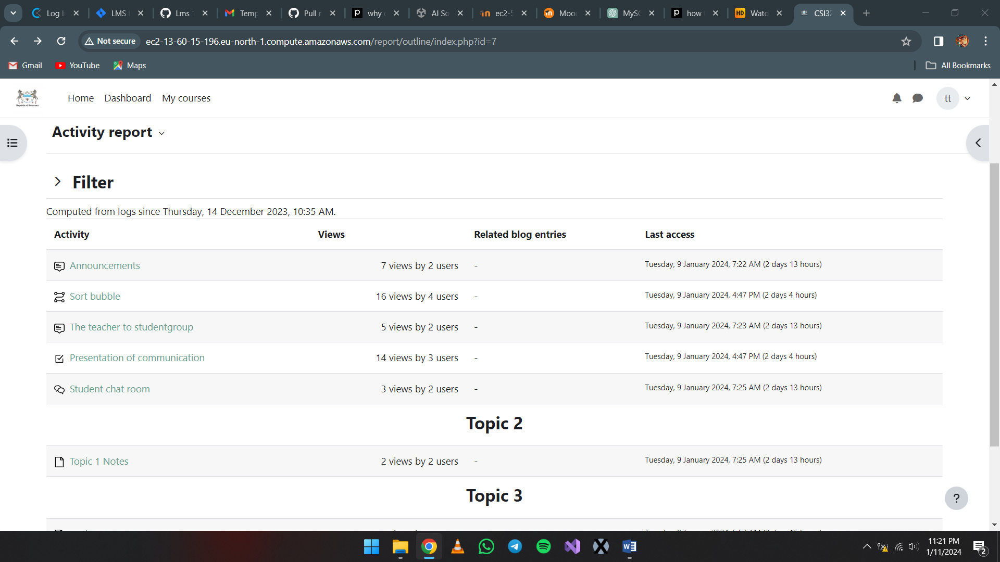 Log I
LMS
Lms
Temp
Pull r
why
AI So
ec2-5
Mood
MyS
how
HD Watc
CSI32
Not secure ec2-13-60-15-196.eu-north-1.compute.amazonaws.com/report/outline/index.php?id=7
Gmail YouTube Maps All Bookmarks
Home Dashboard My courses tt
Republic of Botswana
Activity report
Filter
Computed from logs since Thursday, 14 December 2023, 10:35 AM.
Activity Views Related blog entries Last access
Announcements 7 views by 2 users - Tuesday, 9 January 2024, 7:22 AM (2 days 13 hours)
Sort bubble 16 views by 4 users - Tuesday, 9 January 2024, 4:47 PM (2 days 4 hours)
The teacher to studentgroup 5 views by 2 users - Tuesday, 9 January 2024, 7:23 AM (2 days 13 hours)
Presentation of communication 14 views by 3 users - Tuesday, 9 January 2024, 4:47 PM (2 days 4 hours)
Student chat room 3 views by 2 users - Tuesday, 9 January 2024, 7:25 AM (2 days 13 hours)
Topic 2
Topic 1 Notes 2 views by 2 users - Tuesday, 9 January 2024, 7:25 AM (2 days 13 hours)
Topic 3
?
11:21 PM
1/11/2024
2